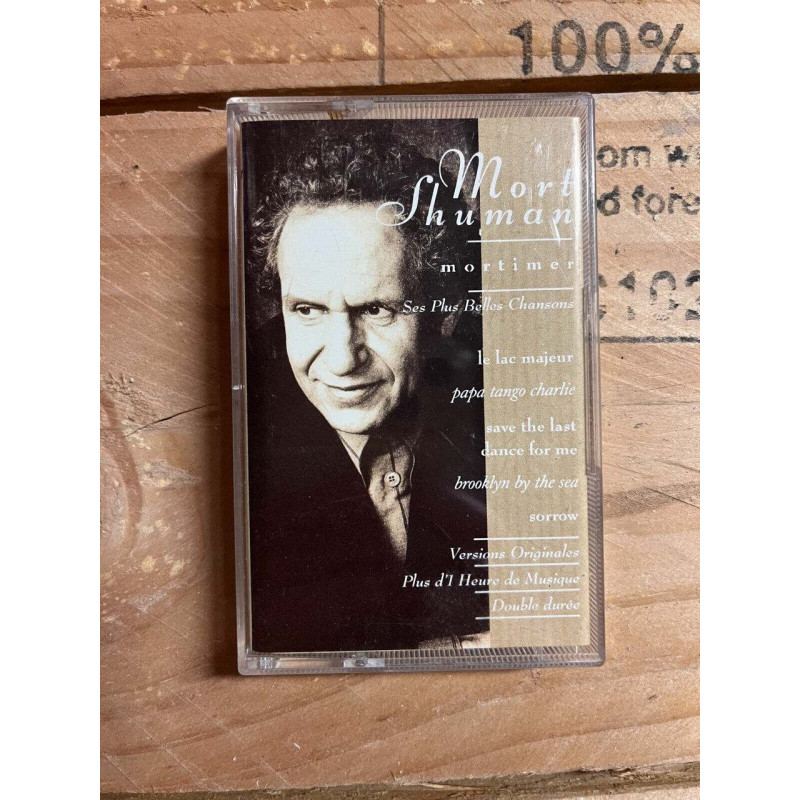 100%
Mort
Shuman
mortimer
Ses Plus Belles Chansons
le lac majeur
papa tango charlie
save the last
dance for me
brooklyn by the sea
sorrow
Versions Originales
Plus d'1 Heure de Musique
Double durée